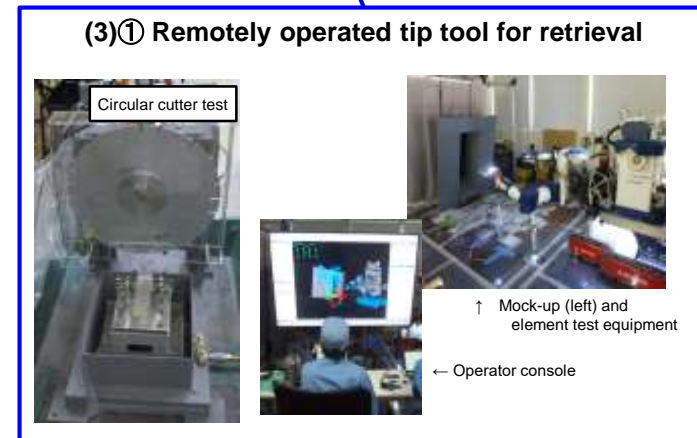 (3)① Remotely operated tip tool for retrieval
Circular cutter test
↑ Mock-up (left) and
element test equipment
← Operator console